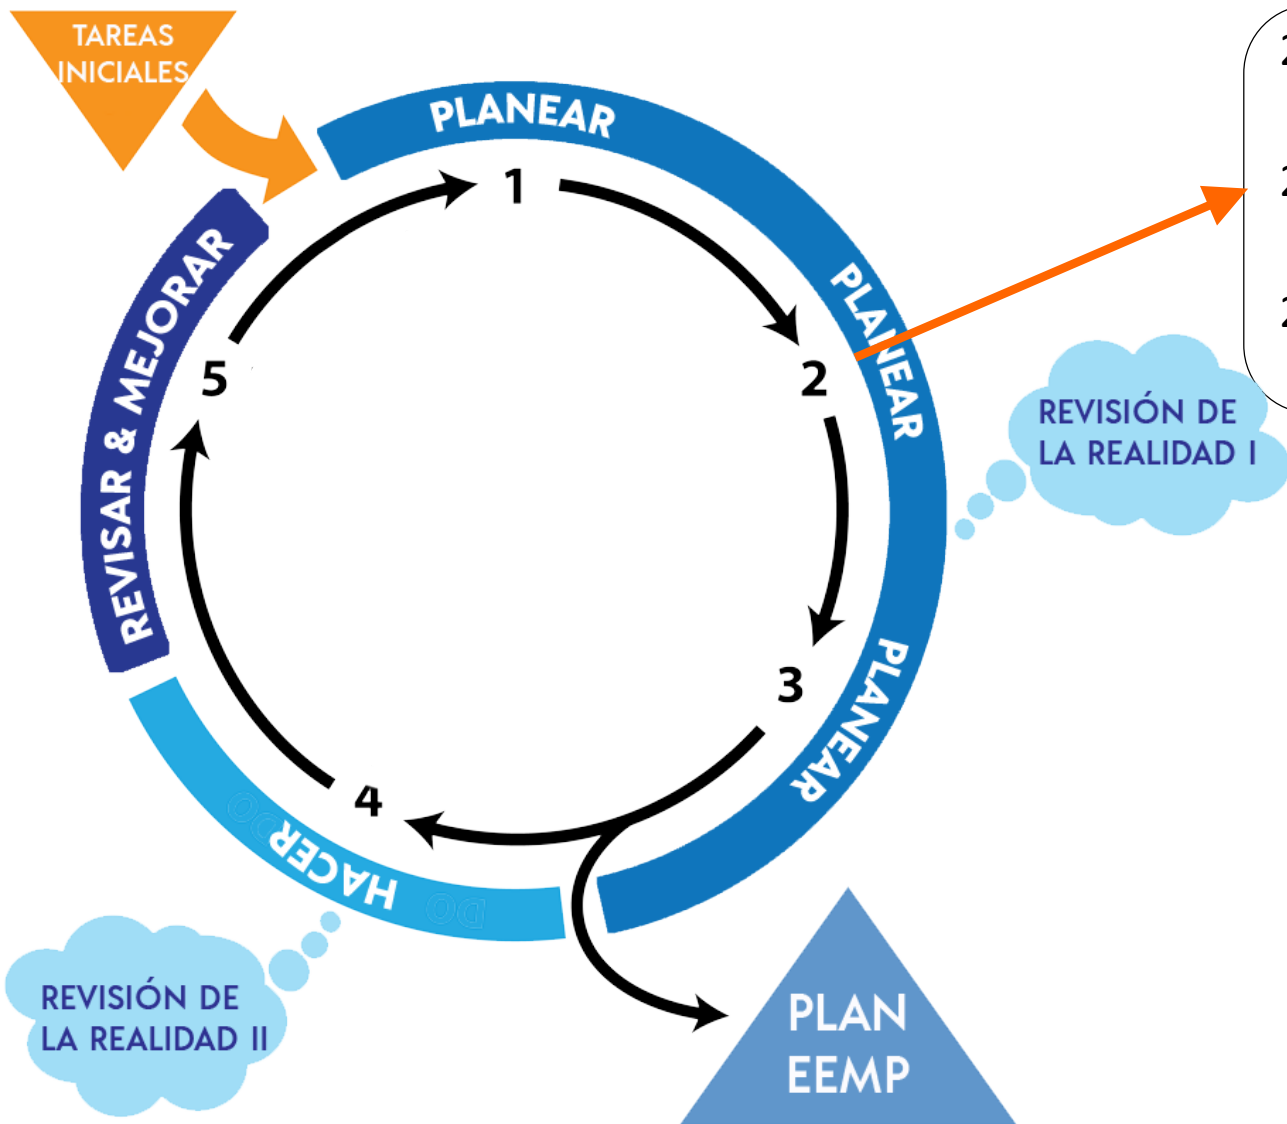 TAREAS
INICIALES
PLANEAR
1
PLANEAR
2
REVISIÓN DE
LA REALIDAD I
3
PLANEAR
4
HACER
DO
REVISIÓN DE
LA REALIDAD II
5
REVISAR & MEJORAR
PLAN
EEMP